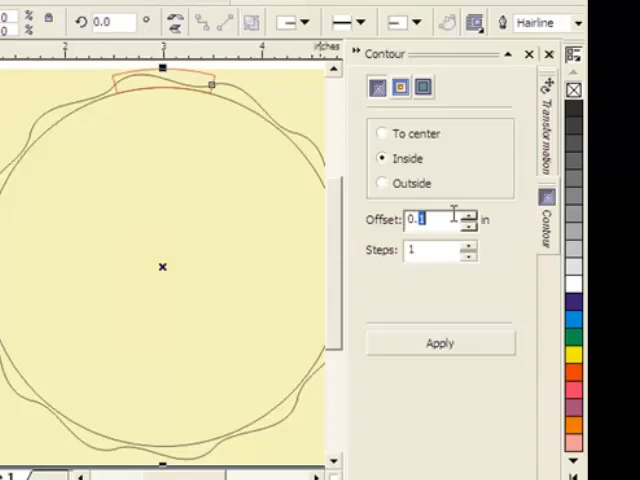 %
%
0.0
°
Hairline
2
3
4
inches
Contour
To center
Inside
Outside
Offset: 0.1 in
Steps: 1
Apply
Transformation
Contour